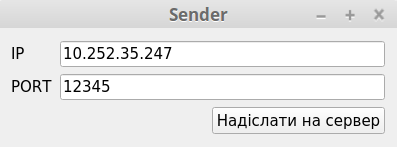 Sender
IP 10.252.35.247
PORT 12345
Надіслати на сервер